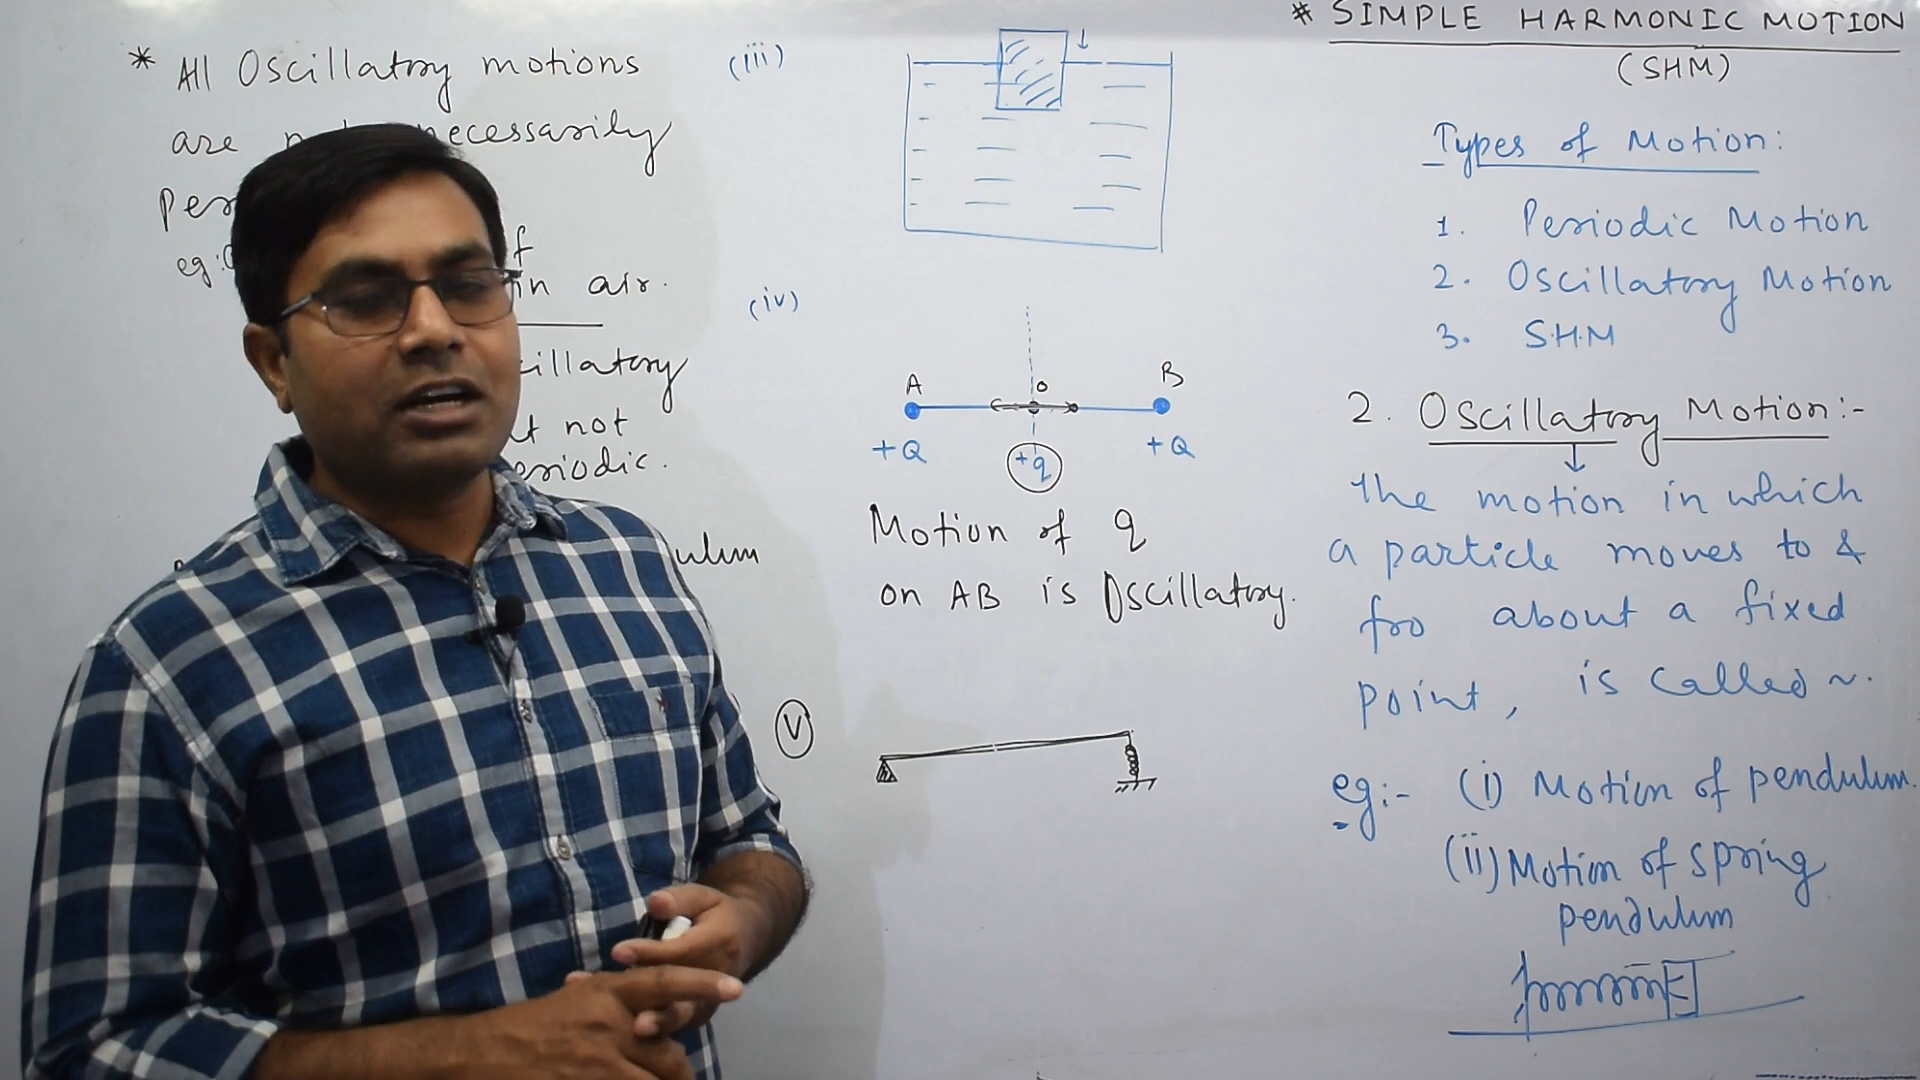 * All Oscillatory motions
are necessarily
eg:
in air.
not
(iii)
(iv)
A O B
+Q +q +Q
Motion of q
on AB is Oscillatory.
V
* SIMPLE HARMONIC MOTION
(SHM)
Types of Motion:
1. Periodic Motion
2. Oscillatory Motion
3. S.H.M
2. Oscillatory Motion:-
The motion in which
a particle moves to &
fro about a fixed
point, is called ~.
eg:- (i) Motion of pendulum.
(ii) Motion of spring
pendulum